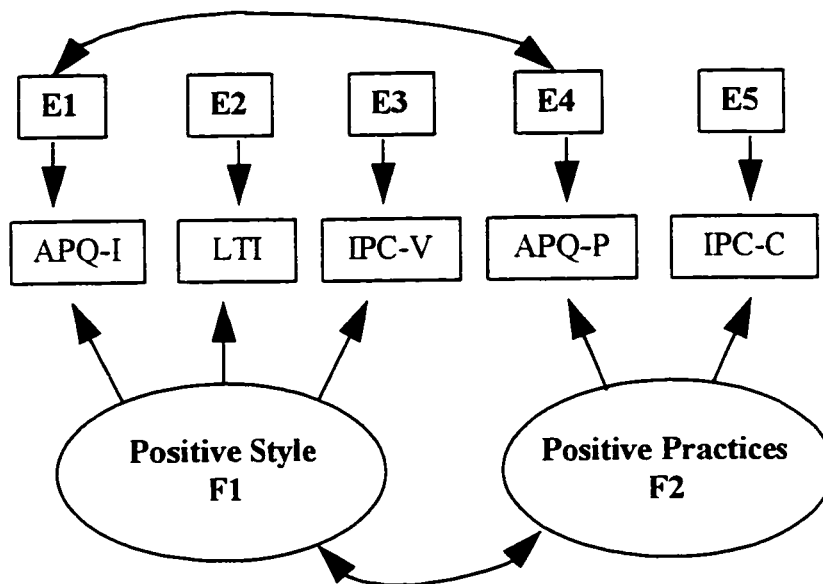 E1 E2 E3 E4 E5
APQ-I LTI IPC-V APQ-P IPC-C
Positive Style Positive Practices
F1 F2